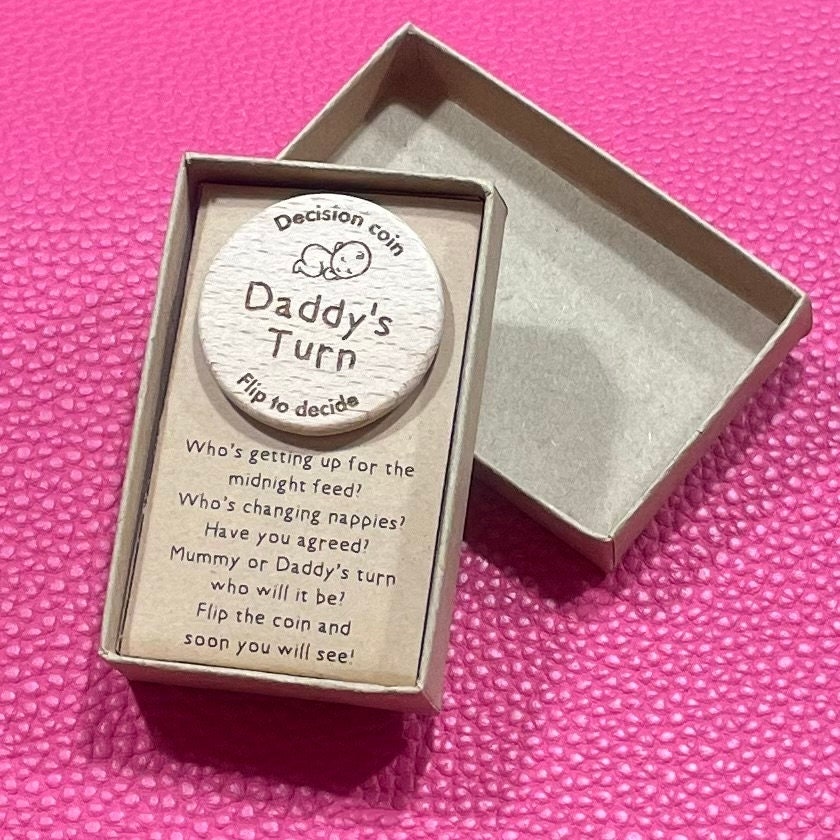 Decision coin
Daddy's
Turn
Flip to decide
Who's getting up for the
midnight feed?
Who's changing nappies?
Have you agreed?
Mummy or Daddy's turn
who will it be?
Flip the coin and
soon you will see!